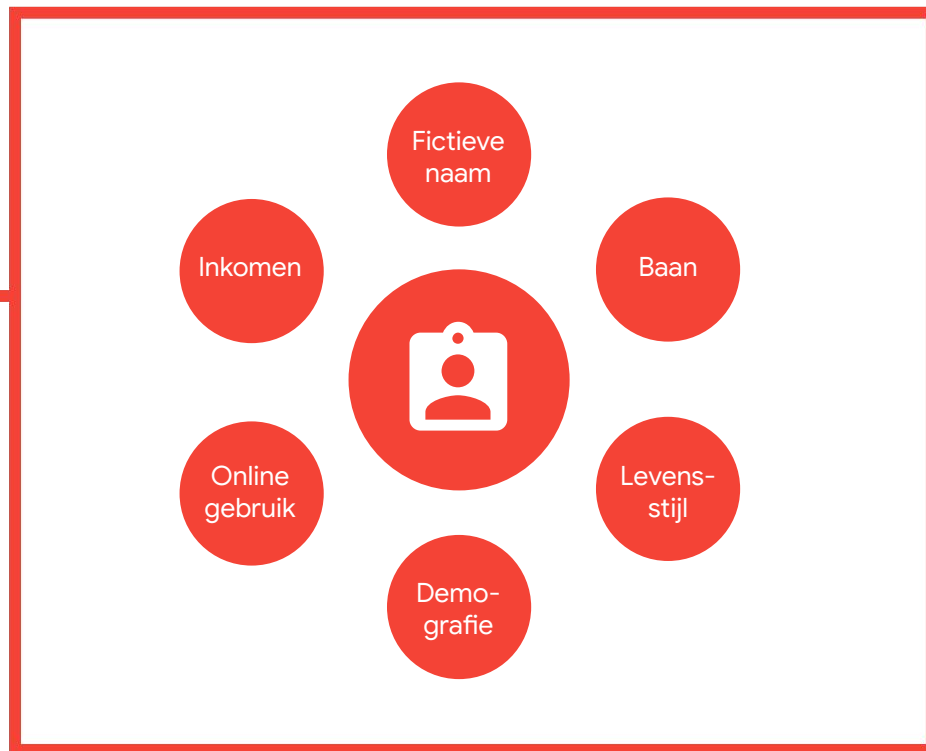 Fictieve
naam
Inkomen
Baan
Online
gebruik
Levens-
stijl
Demo-
grafie